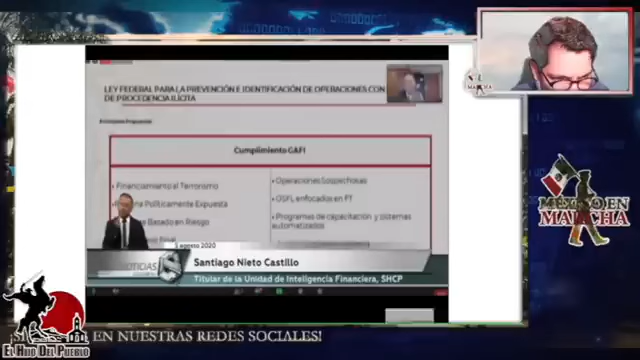 LEY FEDERAL PARA LA PREVENCIÓN E IDENTIFICACIÓN DE OPERACIONES CON
DE PROCEDENCIA ILÍCITA
Cumplimiento GAFI
Financiamiento al Terrorismo
Políticamente Expuesta
Basado en Riesgo
Operaciones Sospechosas
OSFL enfocados en FT
Programas de capacitación y sistemas
automatizados
agosto 2020
NOTICIAS
Santiago Nieto Castillo
Titular de la Unidad de Inteligencia Financiera, SHCP
MÉXICO EN
MARCHA
EN NUESTRAS REDES SOCIALES!
EL HIJO DEL PUEBLO